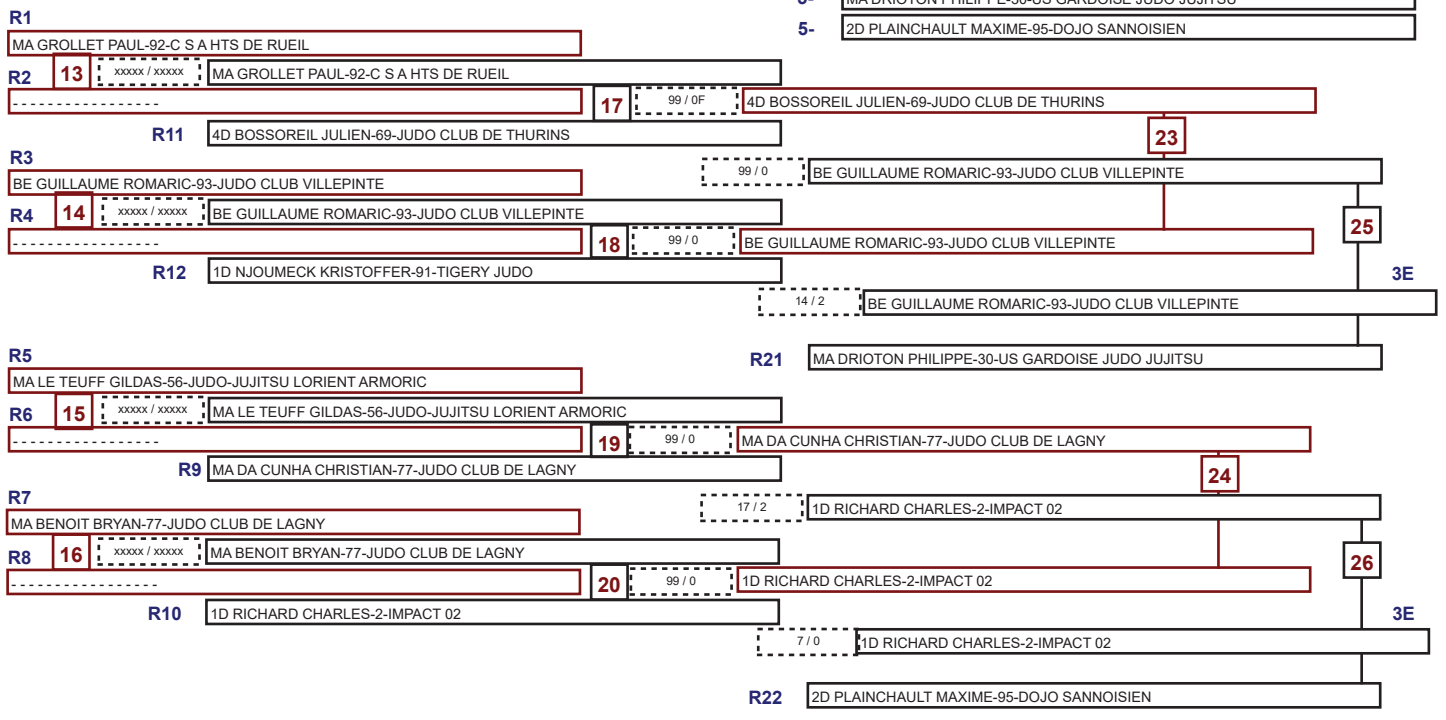 5-
2D PLAINCHAULT MAXIME-95-DOJO SANNOISIEN
R1
MA GROLLET PAUL-92-C S A HTS DE RUEIL
R2
13
xxxxx / xxxxx
MA GROLLET PAUL-92-C S A HTS DE RUEIL
- - - - - - - - - - - - - - - - -
17
99 / 0F
4D BOSSOREIL JULIEN-69-JUDO CLUB DE THURINS
R11
4D BOSSOREIL JULIEN-69-JUDO CLUB DE THURINS
23
R3
99 / 0
BE GUILLAUME ROMARIC-93-JUDO CLUB VILLEPINTE
BE GUILLAUME ROMARIC-93-JUDO CLUB VILLEPINTE
R4
14
xxxxx / xxxxx
BE GUILLAUME ROMARIC-93-JUDO CLUB VILLEPINTE
25
- - - - - - - - - - - - - - - - -
18
99 / 0
BE GUILLAUME ROMARIC-93-JUDO CLUB VILLEPINTE
R12
1D NJOUMECK KRISTOFFER-91-TIGERY JUDO
3E
14 / 2
BE GUILLAUME ROMARIC-93-JUDO CLUB VILLEPINTE
R5
R21
MA DRIOTON PHILIPPE-30-US GARDOISE JUDO JUJITSU
MA LE TEUFF GILDAS-56-JUDO-JUJITSU LORIENT ARMORIC
R6
15
xxxxx / xxxxx
MA LE TEUFF GILDAS-56-JUDO-JUJITSU LORIENT ARMORIC
- - - - - - - - - - - - - - - - -
19
99 / 0
MA DA CUNHA CHRISTIAN-77-JUDO CLUB DE LAGNY
R9
MA DA CUNHA CHRISTIAN-77-JUDO CLUB DE LAGNY
24
R7
17 / 2
1D RICHARD CHARLES-2-IMPACT 02
MA BENOIT BRYAN-77-JUDO CLUB DE LAGNY
R8
16
xxxxx / xxxxx
MA BENOIT BRYAN-77-JUDO CLUB DE LAGNY
26
- - - - - - - - - - - - - - - - -
20
99 / 0
1D RICHARD CHARLES-2-IMPACT 02
R10
1D RICHARD CHARLES-2-IMPACT 02
3E
7 / 0
1D RICHARD CHARLES-2-IMPACT 02
R22
2D PLAINCHAULT MAXIME-95-DOJO SANNOISIEN